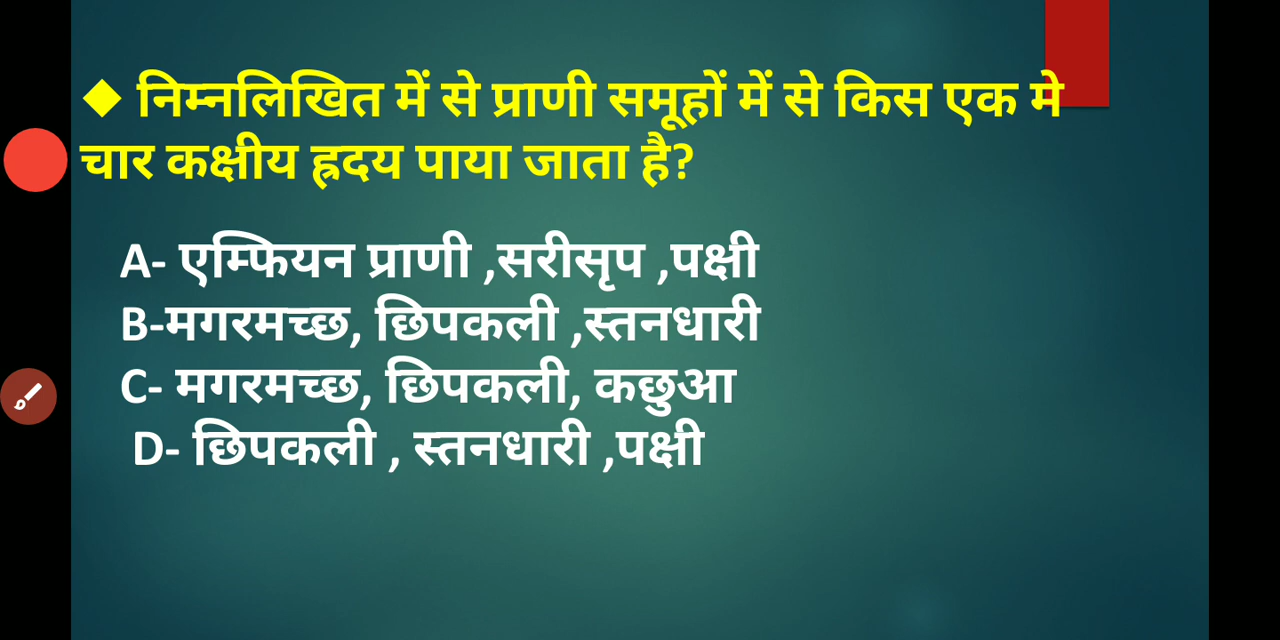 ◆ निम्नलिखित में से प्राणी समूहों में से किस एक मे
चार कक्षीय ह्रदय पाया जाता है?
A- एम्फियन प्राणी ,सरीसृप ,पक्षी
B-मगरमच्छ, छिपकली ,स्तनधारी
C- मगरमच्छ, छिपकली, कछुआ
D- छिपकली , स्तनधारी ,पक्षी